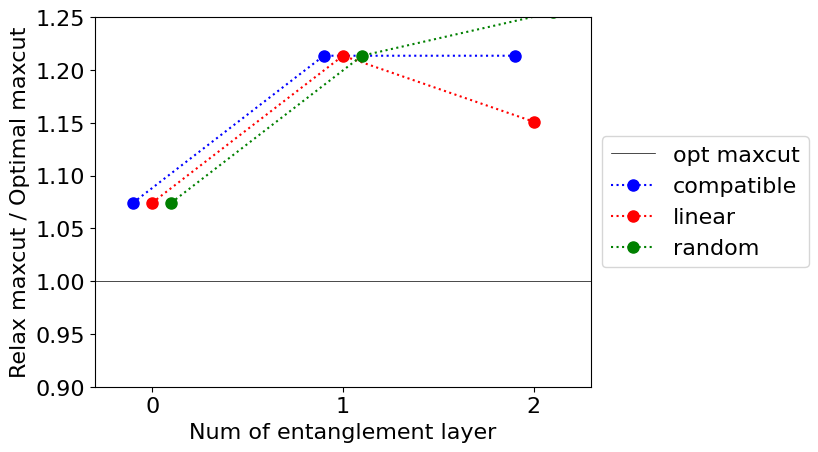 1.25
1.20
1.15
1.10
1.05
1.00
0.95
0.90
Relax maxcut / Optimal maxcut
0 1 2
Num of entanglement layer
opt maxcut
compatible
linear
random